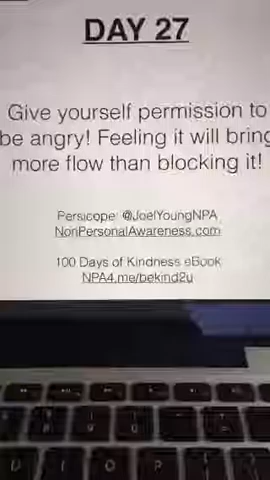 DAY 27
Give yourself permission to
be angry! Feeling it will bring
more flow than blocking it!
Persicope: @JoelYoungNPA
NonPersonalAwareness.com
100 Days of Kindness eBook
NPA4.me/bekind2u
U I O P